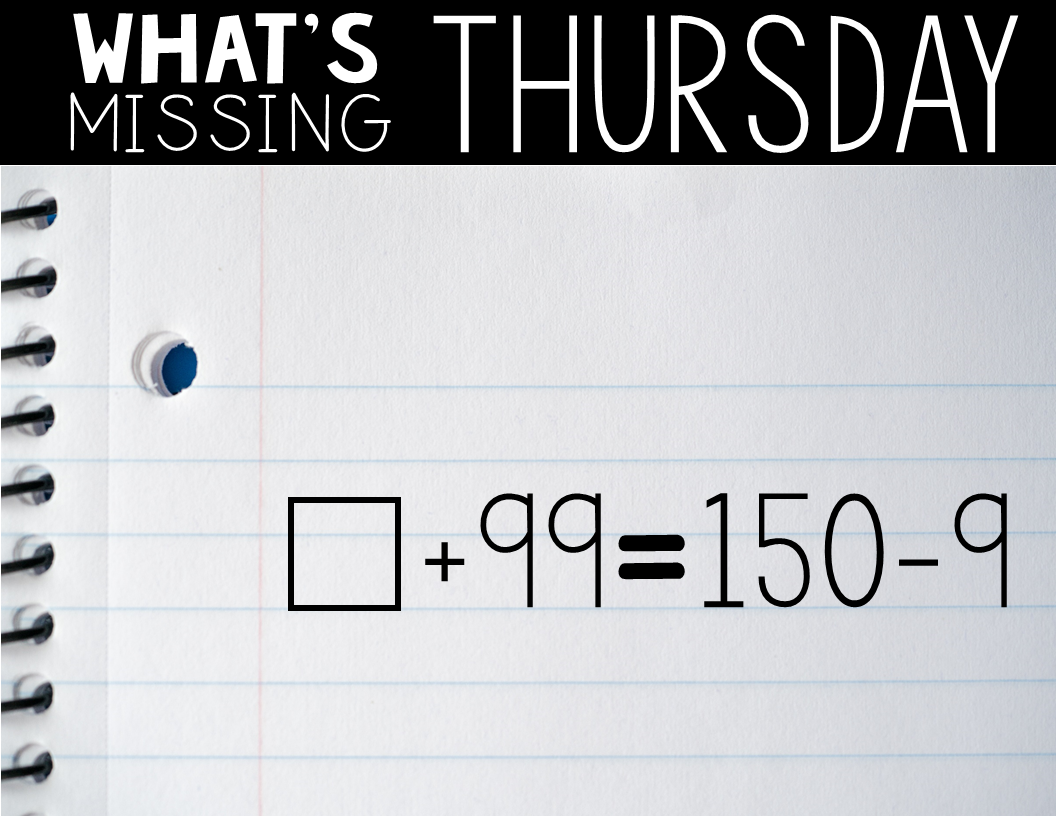 WHAT'S
MISSING
THURSDAY
□ + 99 = 150 - 9